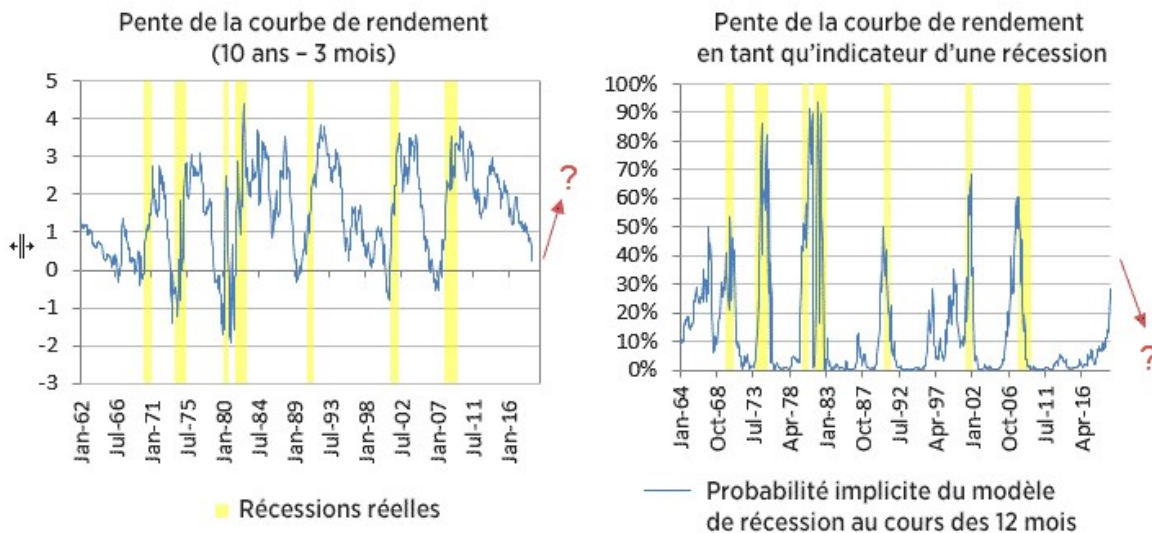 Pente de la courbe de rendement
(10 ans – 3 mois)
5
4
3
2
1
0
-1
-2
-3
Jan-62
Jul-66
Jan-71
Jul-75
Jan-80
Jul-84
Jan-89
Jul-93
Jan-98
Jul-02
Jan-07
Jul-11
Jan-16
?
Récessions réelles
Pente de la courbe de rendement
en tant qu’indicateur d’une récession
100%
90%
80%
70%
60%
50%
40%
30%
20%
10%
0%
Jan-64
Oct-68
Jul-73
Apr-78
Jan-83
Oct-87
Jul-92
Apr-97
Jan-02
Oct-06
Jul-11
Apr-16
?
Probabilité implicite du modèle
de récession au cours des 12 mois